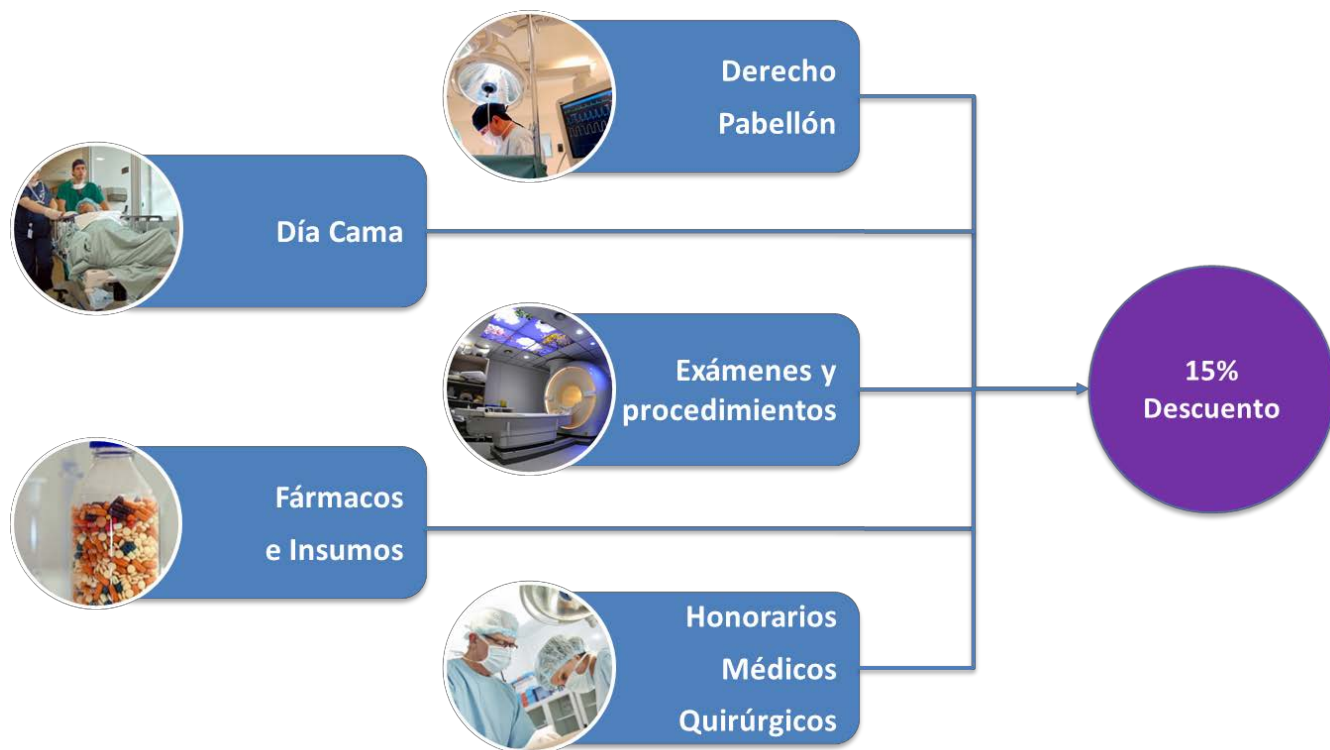 Derecho
Pabellón
Día Cama
Exámenes y
procedimientos
15%
Descuento
Fármacos
e Insumos
Honorarios
Médicos
Quirúrgicos